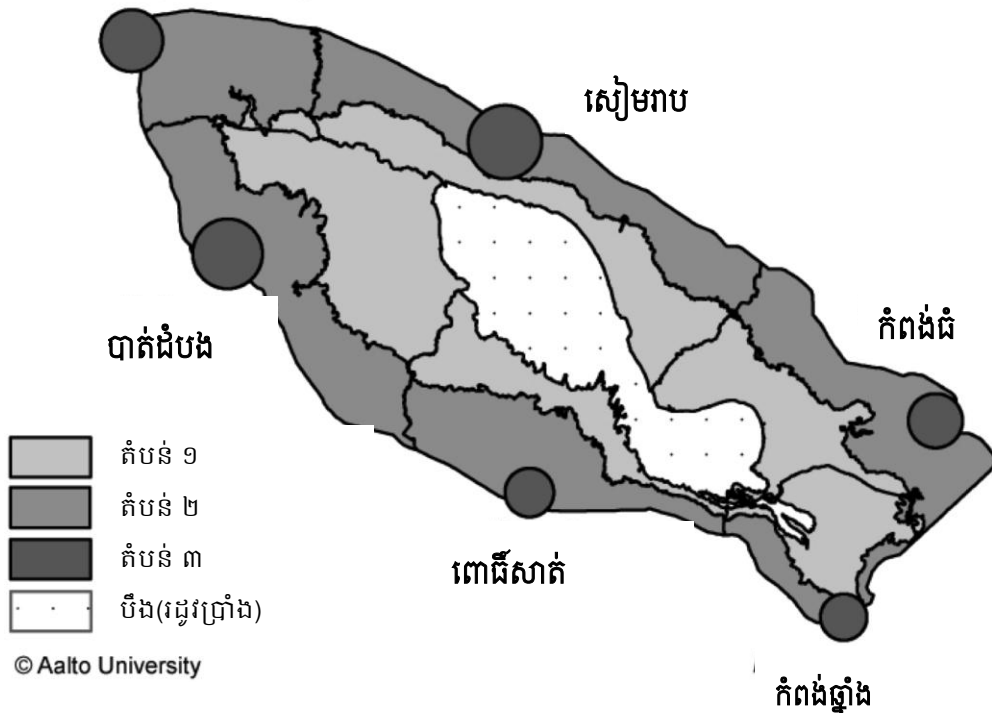 សៀមរាប
កំពង់ធំ
បាត់ដំបង
តំបន់ ១
តំបន់ ២
តំបន់ ៣
បឹង(រដូវប្រាំង)
ពោធិ៍សាត់
© Aalto University
កំពង់ឆ្នាំង